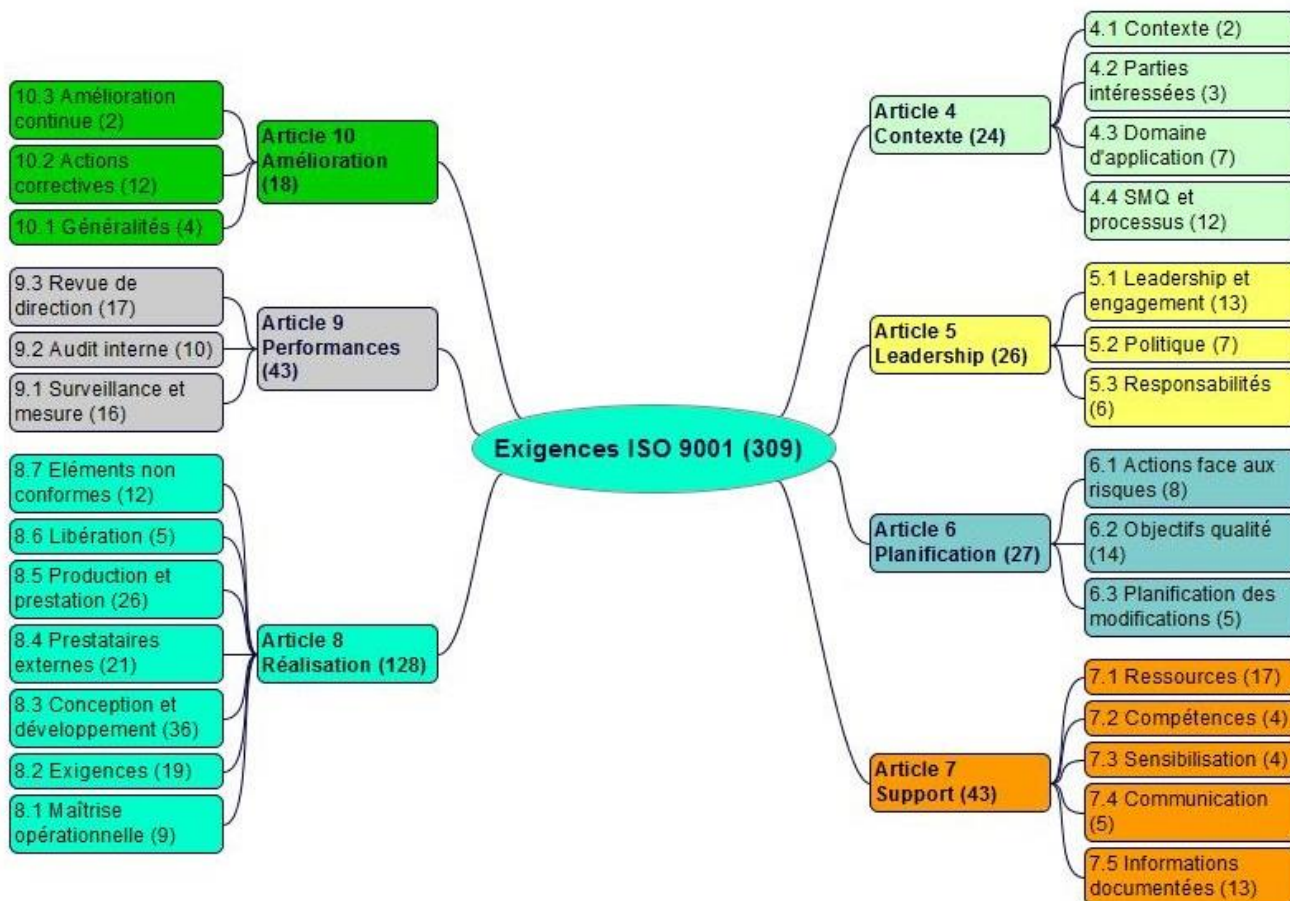 Exigences ISO 9001 (309)
Article 4
Contexte (24)
4.1 Contexte (2)
4.2 Parties
intéressées (3)
4.3 Domaine
d'application (7)
4.4 SMQ et
processus (12)
Article 5
Leadership (26)
5.1 Leadership et
engagement (13)
5.2 Politique (7)
5.3 Responsabilités
(6)
Article 6
Planification (27)
6.1 Actions face aux
risques (8)
6.2 Objectifs qualité
(14)
6.3 Planification des
modifications (5)
Article 7
Support (43)
7.1 Ressources (17)
7.2 Compétences (4)
7.3 Sensibilisation (4)
7.4 Communication
(5)
7.5 Informations
documentées (13)
Article 8
Réalisation (128)
8.7 Eléments non
conformes (12)
8.6 Libération (5)
8.5 Production et
prestation (26)
8.4 Prestataires
externes (21)
8.3 Conception et
développement (36)
8.2 Exigences (19)
8.1 Maîtrise
opérationnelle (9)
Article 9
Performances
(43)
9.3 Revue de
direction (17)
9.2 Audit interne (10)
9.1 Surveillance et
mesure (16)
Article 10
Amélioration
(18)
10.3 Amélioration
continue (2)
10.2 Actions
correctives (12)
10.1 Généralités (4)